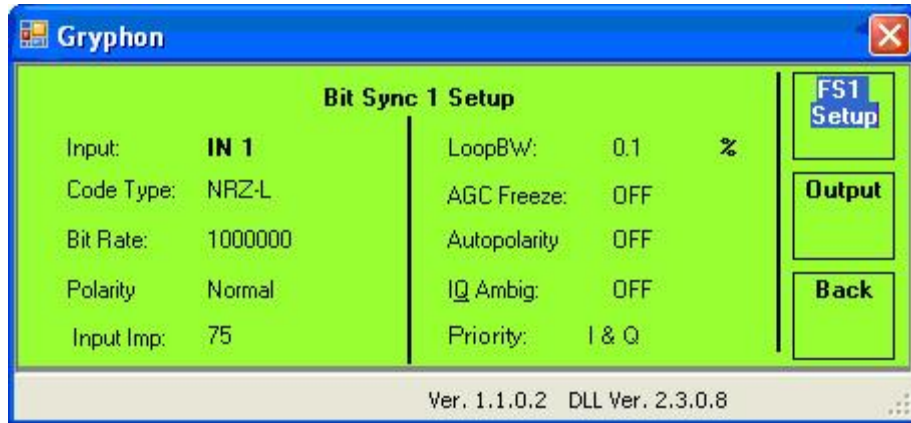 Gryphon
Bit Sync 1 Setup
Input: IN 1
Code Type: NRZ-L
Bit Rate: 1000000
Polarity Normal
Input Imp: 75
LoopBW: 0.1 %
AGC Freeze: OFF
Autopolarity OFF
IQ Ambig: OFF
Priority: I & Q
FS1
Setup
Output
Back
Ver. 1.1.0.2 DLL Ver. 2.3.0.8